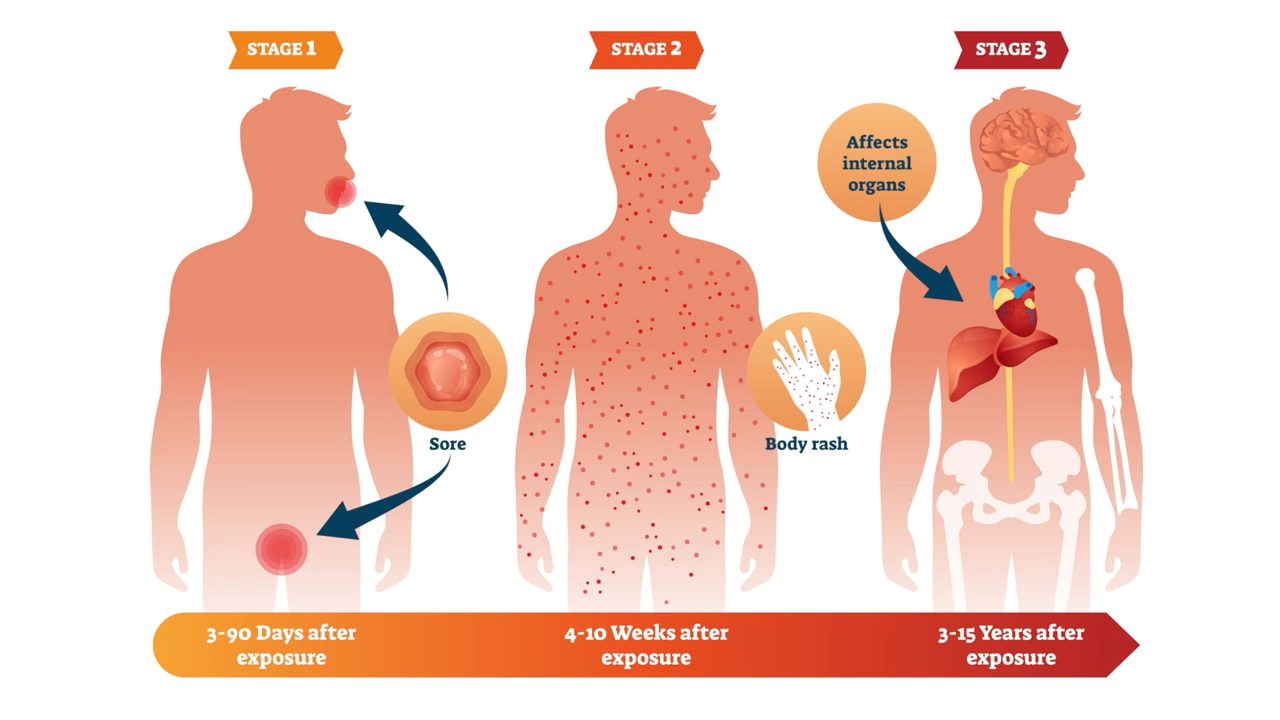 STAGE 1
STAGE 2
STAGE 3
Affects
internal
organs
Sore
Body rash
3-90 Days after
exposure
4-10 Weeks after
exposure
3-15 Years after
exposure